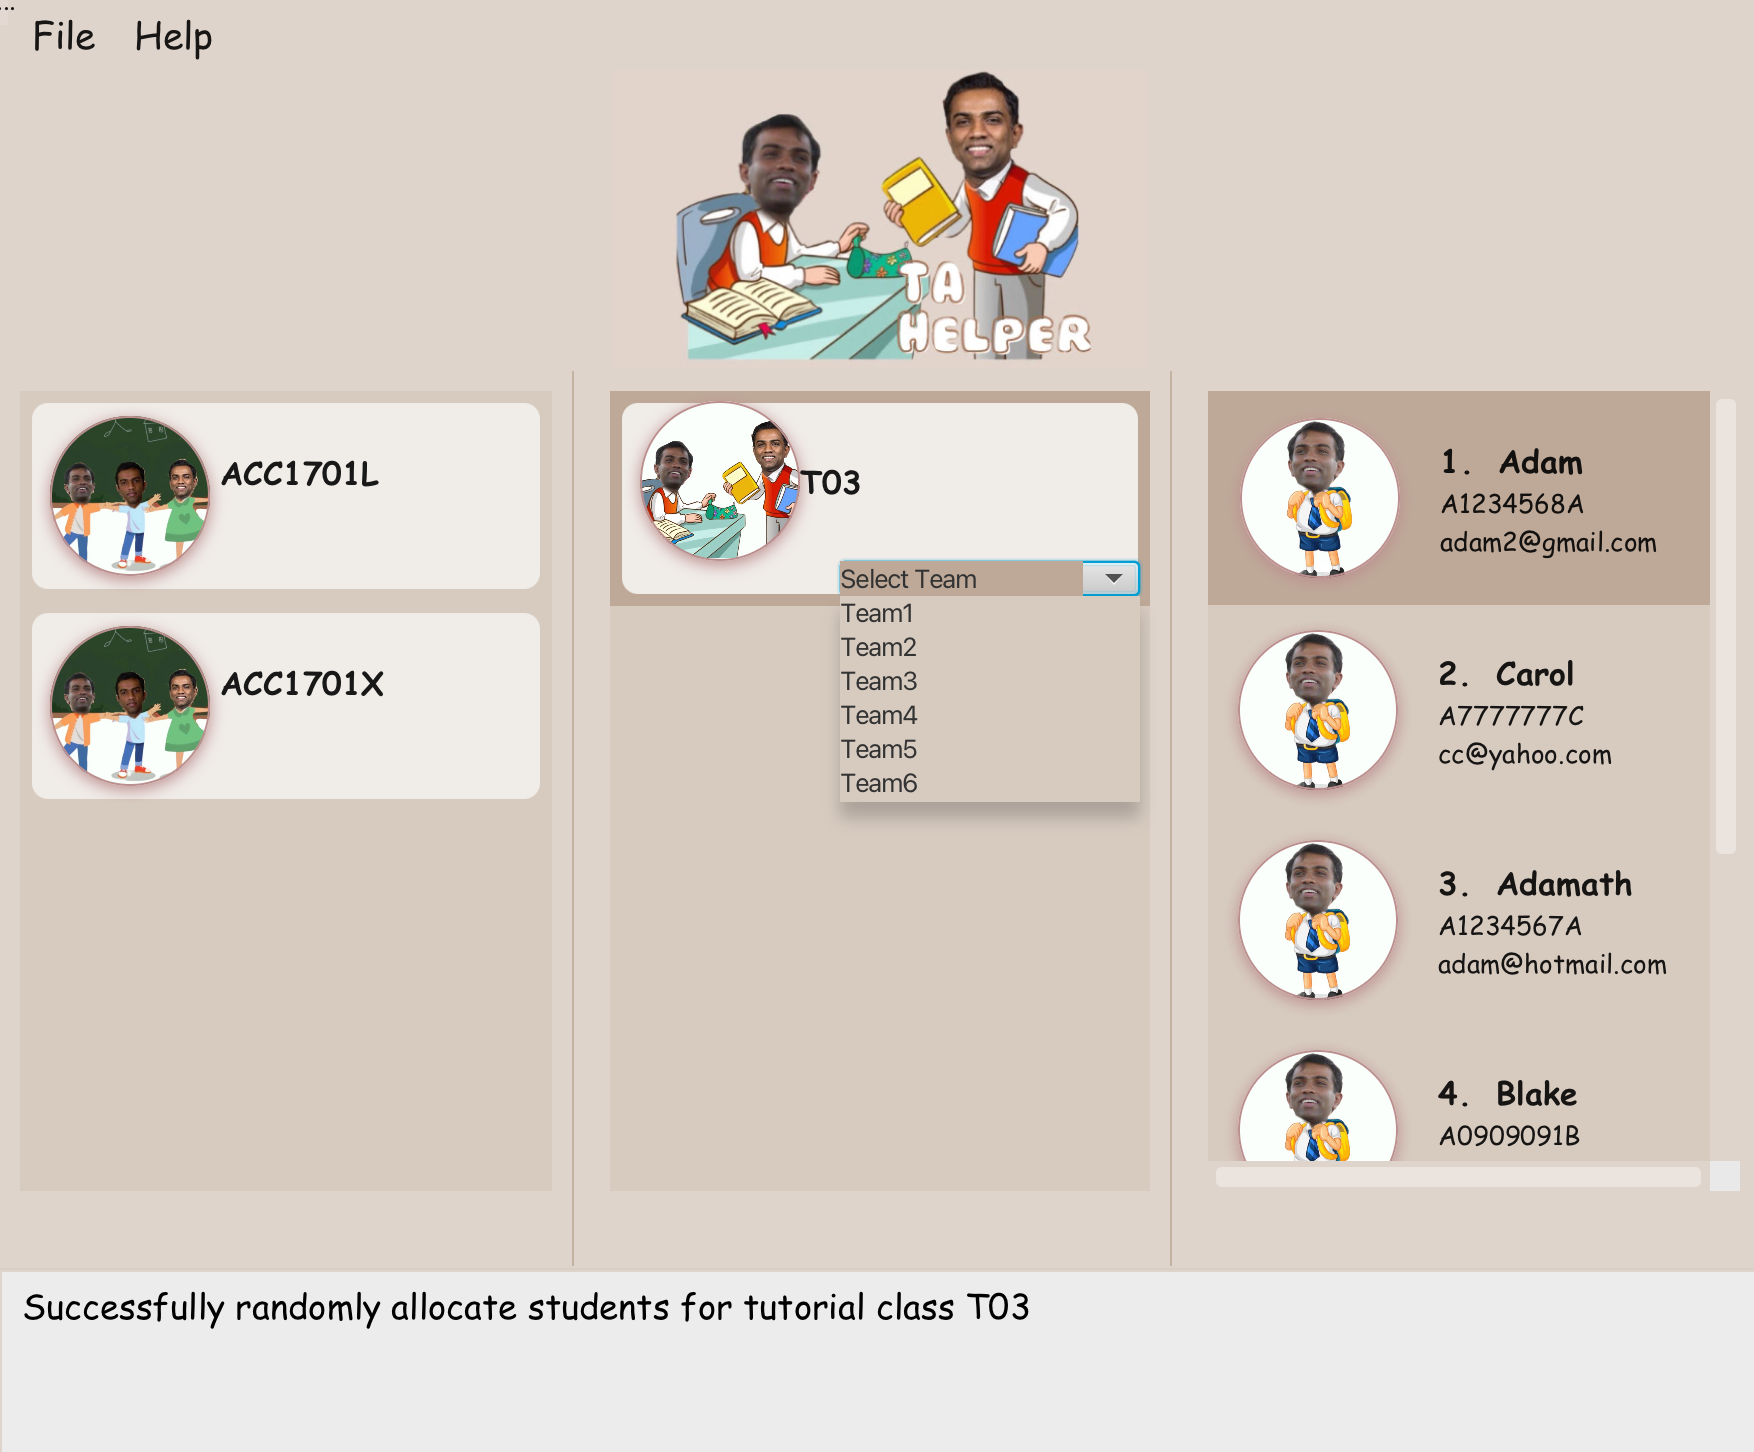 File Help
TA
HELPER
ACC1701L
ACC1701X
T03
Select Team
Team1
Team2
Team3
Team4
Team5
Team6
1. Adam
A1234568A
adam2@gmail.com
2. Carol
A7777777C
cc@yahoo.com
3. Adamath
A1234567A
adam@hotmail.com
4. Blake
A0909091B
Successfully randomly allocate students for tutorial class T03